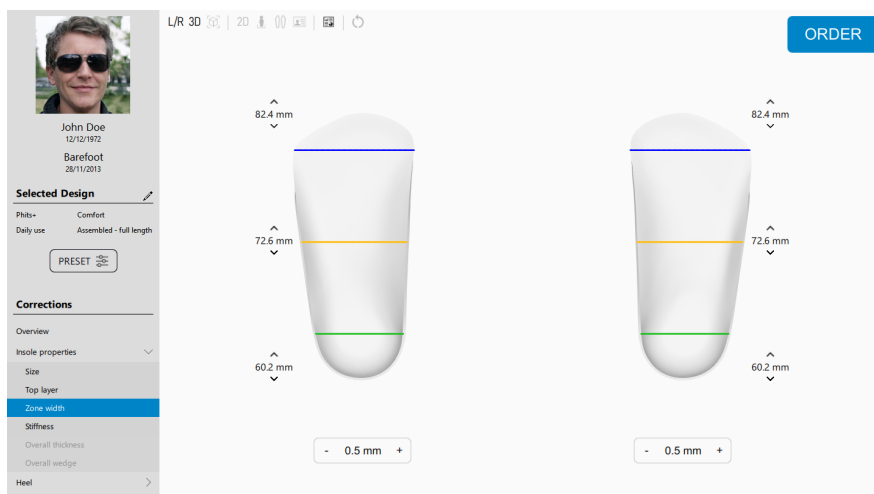 L/R 3D 2D
ORDER
John Doe
12/12/1972
Barefoot
28/11/2013
Selected Design
Phits+ Comfort
Daily use Assembled - full length
PRESET
Corrections
Overview
Insole properties
Size
Top layer
Zone width
Stiffness
Overall thickness
Overall wedge
Heel
82.4 mm
72.6 mm
60.2 mm
- 0.5 mm +
82.4 mm
72.6 mm
60.2 mm
- 0.5 mm +